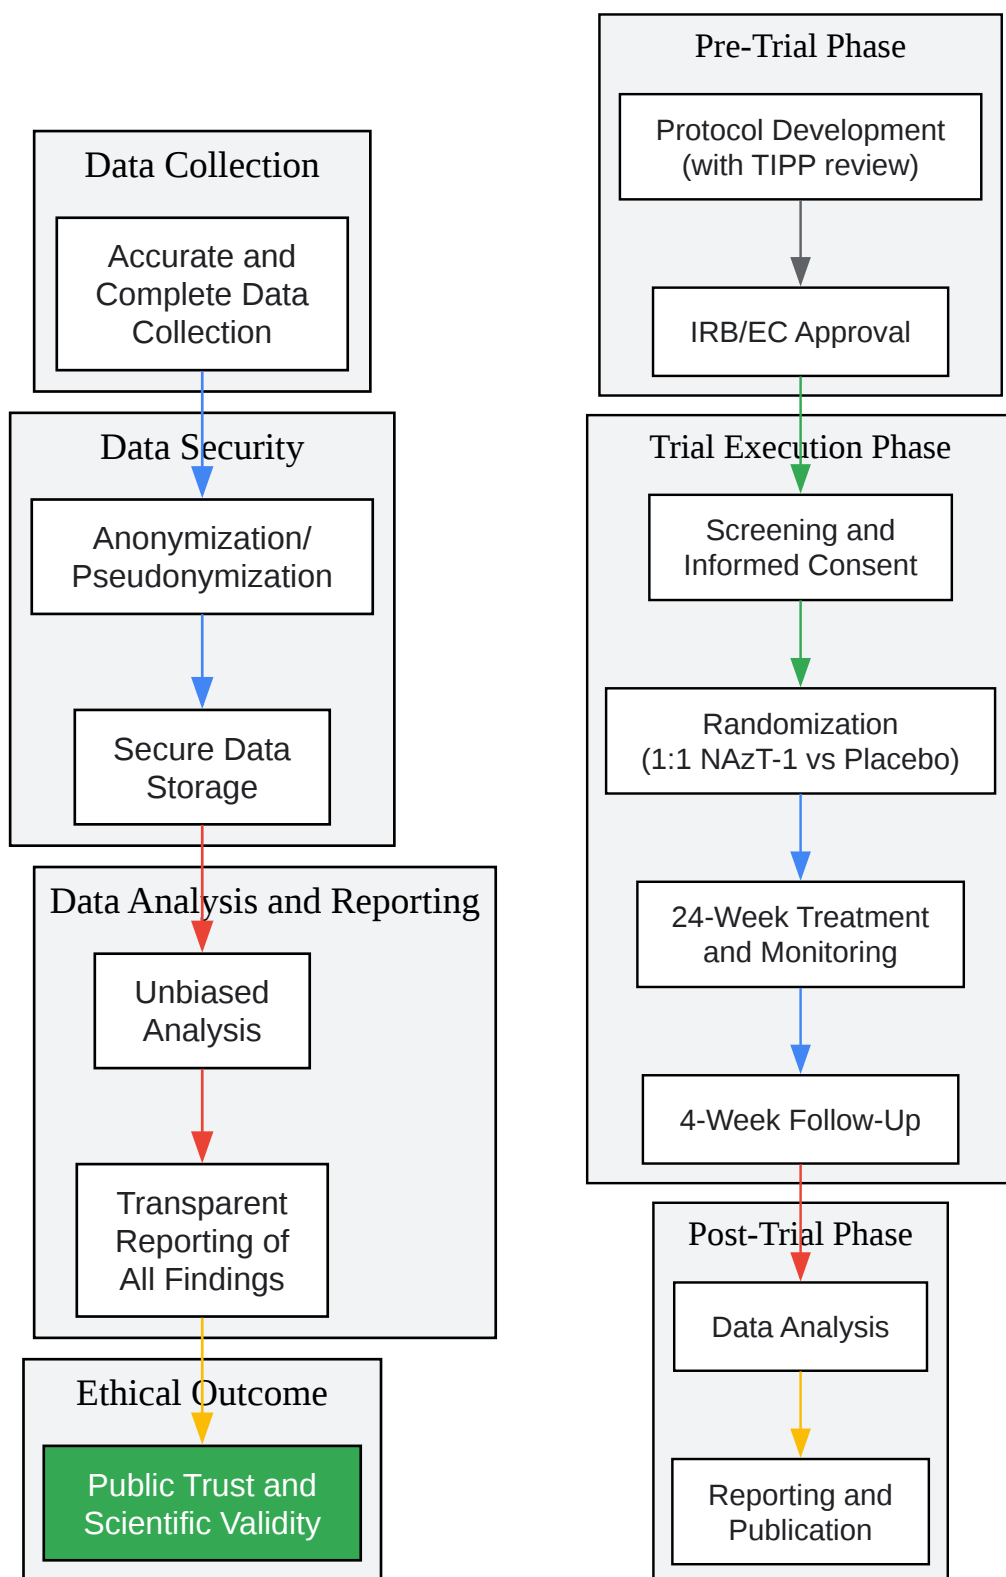 Data Collection
Accurate and
Complete Data
Collection
Data Security
Anonymization/
Pseudonymization
Secure Data
Storage
Data Analysis and Reporting
Unbiased
Analysis
Transparent
Reporting of
All Findings
Ethical Outcome
Public Trust and
Scientific Validity
Pre-Trial Phase
Protocol Development
(with TIPP review)
IRB/EC Approval
Trial Execution Phase
Screening and
Informed Consent
Randomization
(1:1 NAzT-1 vs Placebo)
24-Week Treatment
and Monitoring
4-Week Follow-Up
Post-Trial Phase
Data Analysis
Reporting and
Publication